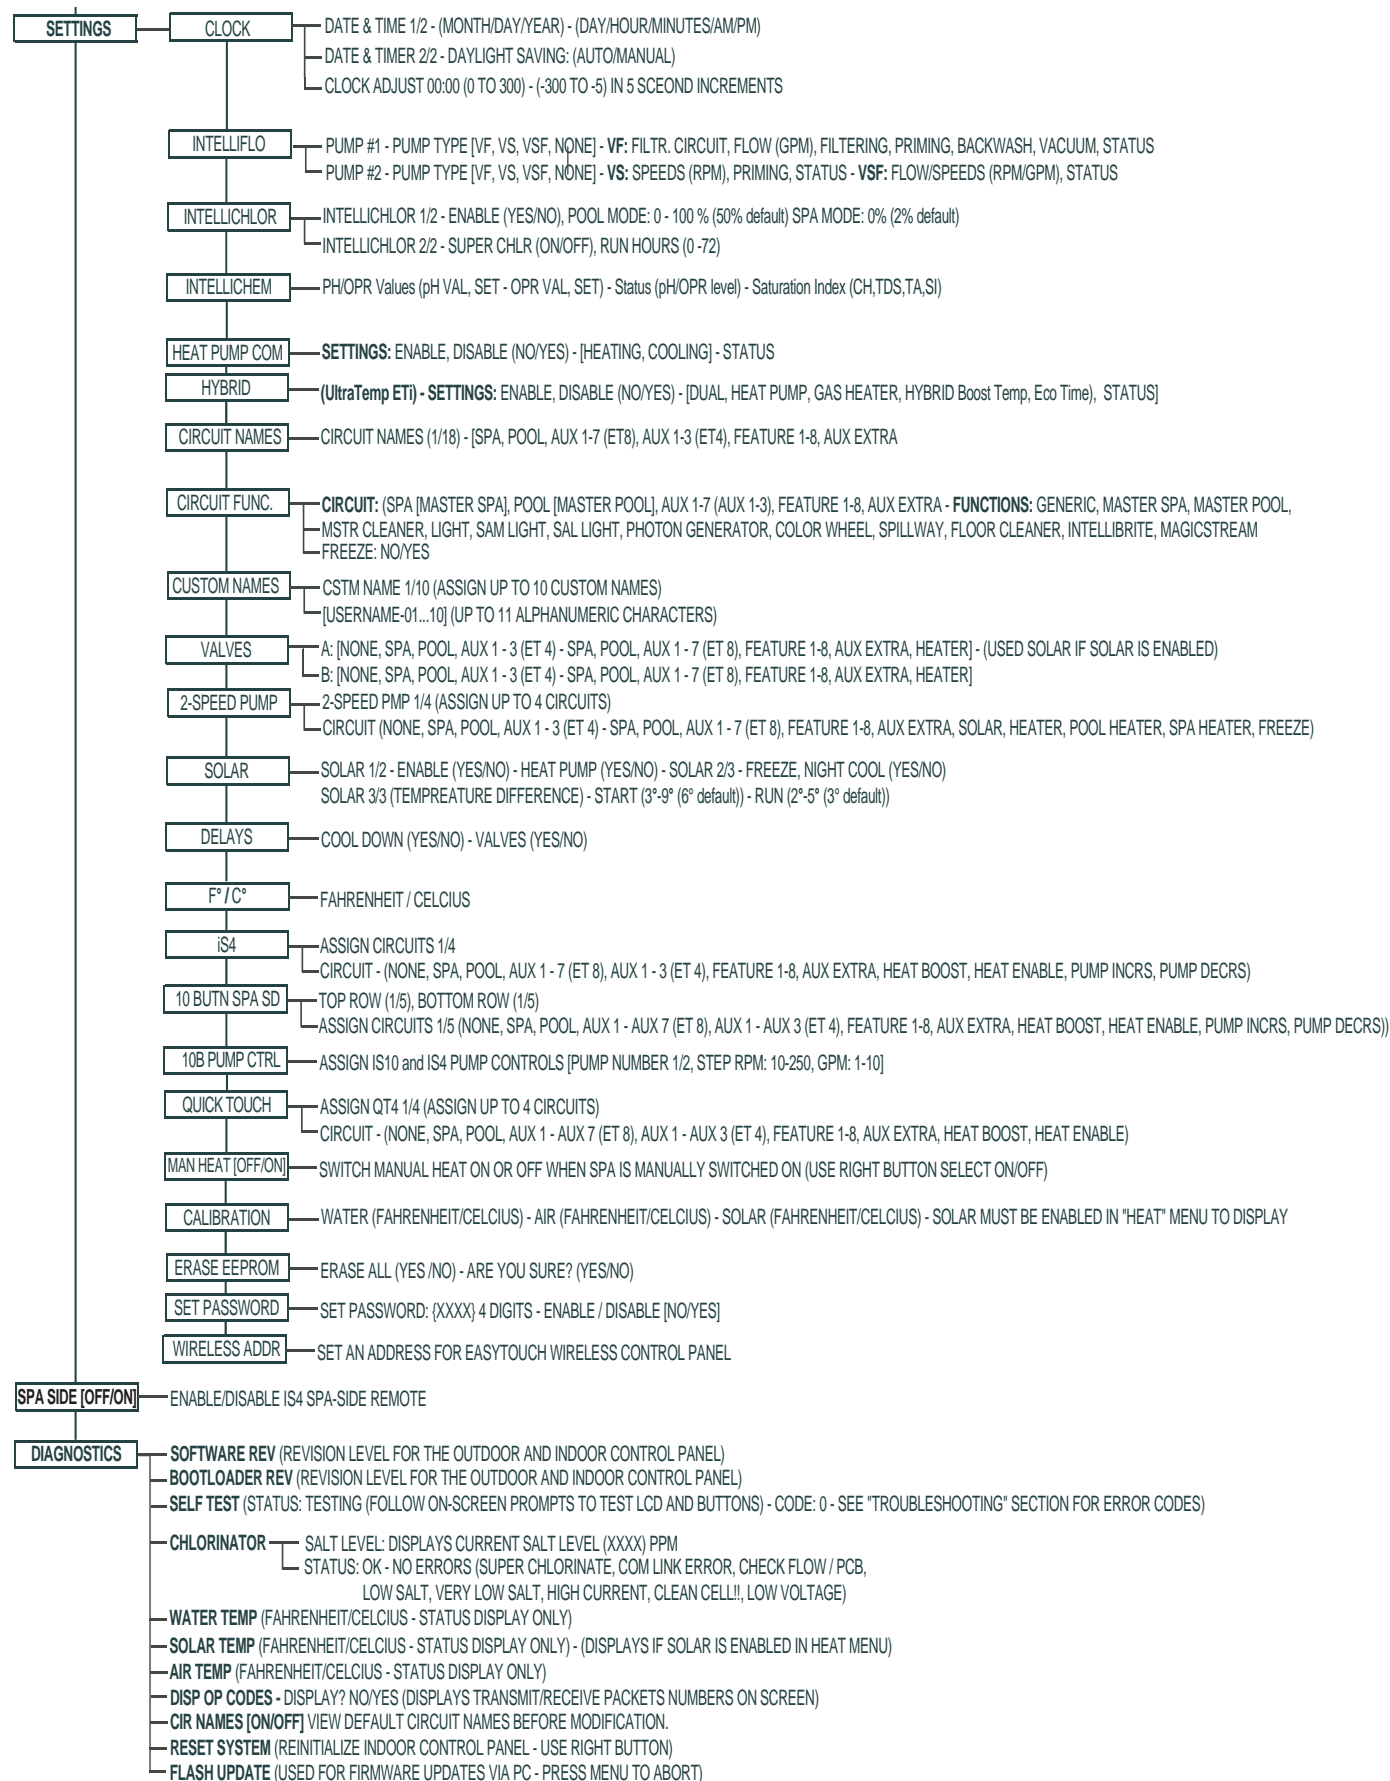 SETTINGS
CLOCK
DATE & TIME 1/2 - (MONTH/DAY/YEAR) - (DAY/HOUR/MINUTES/AM/PM)
DATE & TIMER 2/2 - DAYLIGHT SAVING: (AUTO/MANUAL)
CLOCK ADJUST 00:00 (0 TO 300) - (-300 TO -5) IN 5 SCEOND INCREMENTS
INTELLIFLO
PUMP #1 - PUMP TYPE [VF, VS, VSF, NONE] - VF: FILTR. CIRCUIT, FLOW (GPM), FILTERING, PRIMING, BACKWASH, VACUUM, STATUS
PUMP #2 - PUMP TYPE [VF, VS, VSF, NONE] - VS: SPEEDS (RPM), PRIMING, STATUS - VSF: FLOW/SPEEDS (RPM/GPM), STATUS
INTELLICHLOR
INTELLICHLOR 1/2 - ENABLE (YES/NO), POOL MODE: 0 - 100 % (50% default) SPA MODE: 0% (2% default)
INTELLICHLOR 2/2 - SUPER CHLR (ON/OFF), RUN HOURS (0 -72)
INTELLICHEM
PH/OPR Values (pH VAL, SET - OPR VAL, SET) - Status (pH/OPR level) - Saturation Index (CH,TDS,TA,SI)
HEAT PUMP COM
SETTINGS: ENABLE, DISABLE (NO/YES) - [HEATING, COOLING] - STATUS
HYBRID
(UltraTemp ETi) - SETTINGS: ENABLE, DISABLE (NO/YES) - [DUAL, HEAT PUMP, GAS HEATER, HYBRID Boost Temp, Eco Time), STATUS]
CIRCUIT NAMES
CIRCUIT NAMES (1/18) - [SPA, POOL, AUX 1-7 (ET8), AUX 1-3 (ET4), FEATURE 1-8, AUX EXTRA
CIRCUIT FUNC.
CIRCUIT: (SPA [MASTER SPA], POOL [MASTER POOL], AUX 1-7 (AUX 1-3), FEATURE 1-8, AUX EXTRA - FUNCTIONS: GENERIC, MASTER SPA, MASTER POOL,
MSTR CLEANER, LIGHT, SAM LIGHT, SAL LIGHT, PHOTON GENERATOR, COLOR WHEEL, SPILLWAY, FLOOR CLEANER, INTELLIBRITE, MAGICSTREAM
FREEZE: NO/YES
CUSTOM NAMES
CSTM NAME 1/10 (ASSIGN UP TO 10 CUSTOM NAMES)
[USERNAME-01...10] (UP TO 11 ALPHANUMERIC CHARACTERS)
VALVES
A: [NONE, SPA, POOL, AUX 1 - 3 (ET 4) - SPA, POOL, AUX 1 - 7 (ET 8), FEATURE 1-8, AUX EXTRA, HEATER] - (USED SOLAR IF SOLAR IS ENABLED)
B: [NONE, SPA, POOL, AUX 1 - 3 (ET 4) - SPA, POOL, AUX 1 - 7 (ET 8), FEATURE 1-8, AUX EXTRA, HEATER]
2-SPEED PUMP
2-SPEED PMP 1/4 (ASSIGN UP TO 4 CIRCUITS)
CIRCUIT (NONE, SPA, POOL, AUX 1 - 3 (ET 4) - SPA, POOL, AUX 1 - 7 (ET 8), FEATURE 1-8, AUX EXTRA, SOLAR, HEATER, POOL HEATER, SPA HEATER, FREEZE)
SOLAR
SOLAR 1/2 - ENABLE (YES/NO) - HEAT PUMP (YES/NO) - SOLAR 2/3 - FREEZE, NIGHT COOL (YES/NO)
SOLAR 3/3 (TEMPREATURE DIFFERENCE) - START (3°-9° (6° default)) - RUN (2°-5° (3° default))
DELAYS
COOL DOWN (YES/NO) - VALVES (YES/NO)
F° / C°
FAHRENHEIT / CELCIUS
iS4
ASSIGN CIRCUITS 1/4
CIRCUIT - (NONE, SPA, POOL, AUX 1 - 7 (ET 8), AUX 1 - 3 (ET 4), FEATURE 1-8, AUX EXTRA, HEAT BOOST, HEAT ENABLE, PUMP INCRS, PUMP DECRS)
10 BUTN SPA SD
TOP ROW (1/5), BOTTOM ROW (1/5)
ASSIGN CIRCUITS 1/5 (NONE, SPA, POOL, AUX 1 - AUX 7 (ET 8), AUX 1 - AUX 3 (ET 4), FEATURE 1-8, AUX EXTRA, HEAT BOOST, HEAT ENABLE, PUMP INCRS, PUMP DECRS))
10B PUMP CTRL
ASSIGN IS10 and IS4 PUMP CONTROLS [PUMP NUMBER 1/2, STEP RPM: 10-250, GPM: 1-10]
QUICK TOUCH
ASSIGN QT4 1/4 (ASSIGN UP TO 4 CIRCUITS)
CIRCUIT - (NONE, SPA, POOL, AUX 1 - AUX 7 (ET 8), AUX 1 - AUX 3 (ET 4), FEATURE 1-8, AUX EXTRA, HEAT BOOST, HEAT ENABLE)
MAN HEAT [OFF/ON]
SWITCH MANUAL HEAT ON OR OFF WHEN SPA IS MANUALLY SWITCHED ON (USE RIGHT BUTTON SELECT ON/OFF)
CALIBRATION
WATER (FAHRENHEIT/CELCIUS) - AIR (FAHRENHEIT/CELCIUS) - SOLAR (FAHRENHEIT/CELCIUS) - SOLAR MUST BE ENABLED IN "HEAT" MENU TO DISPLAY
ERASE EEPROM
ERASE ALL (YES /NO) - ARE YOU SURE? (YES/NO)
SET PASSWORD
SET PASSWORD: {XXXX} 4 DIGITS - ENABLE / DISABLE [NO/YES]
WIRELESS ADDR
SET AN ADDRESS FOR EASYTOUCH WIRELESS CONTROL PANEL
SPA SIDE [OFF/ON]
ENABLE/DISABLE IS4 SPA-SIDE REMOTE
DIAGNOSTICS
SOFTWARE REV (REVISION LEVEL FOR THE OUTDOOR AND INDOOR CONTROL PANEL)
BOOTLOADER REV (REVISION LEVEL FOR THE OUTDOOR AND INDOOR CONTROL PANEL)
SELF TEST (STATUS: TESTING (FOLLOW ON-SCREEN PROMPTS TO TEST LCD AND BUTTONS) - CODE: 0 - SEE "TROUBLESHOOTING" SECTION FOR ERROR CODES)
CHLORINATOR
SALT LEVEL: DISPLAYS CURRENT SALT LEVEL (XXXX) PPM
STATUS: OK - NO ERRORS (SUPER CHLORINATE, COM LINK ERROR, CHECK FLOW / PCB,
LOW SALT, VERY LOW SALT, HIGH CURRENT, CLEAN CELL!!, LOW VOLTAGE)
WATER TEMP (FAHRENHEIT/CELCIUS - STATUS DISPLAY ONLY)
SOLAR TEMP (FAHRENHEIT/CELCIUS - STATUS DISPLAY ONLY) - (DISPLAYS IF SOLAR IS ENABLED IN HEAT MENU)
AIR TEMP (FAHRENHEIT/CELCIUS - STATUS DISPLAY ONLY)
DISP OP CODES - DISPLAY? NO/YES (DISPLAYS TRANSMIT/RECEIVE PACKETS NUMBERS ON SCREEN)
CIR NAMES [ON/OFF] VIEW DEFAULT CIRCUIT NAMES BEFORE MODIFICATION.
RESET SYSTEM (REINITIALIZE INDOOR CONTROL PANEL - USE RIGHT BUTTON)
FLASH UPDATE (USED FOR FIRMWARE UPDATES VIA PC - PRESS MENU TO ABORT)